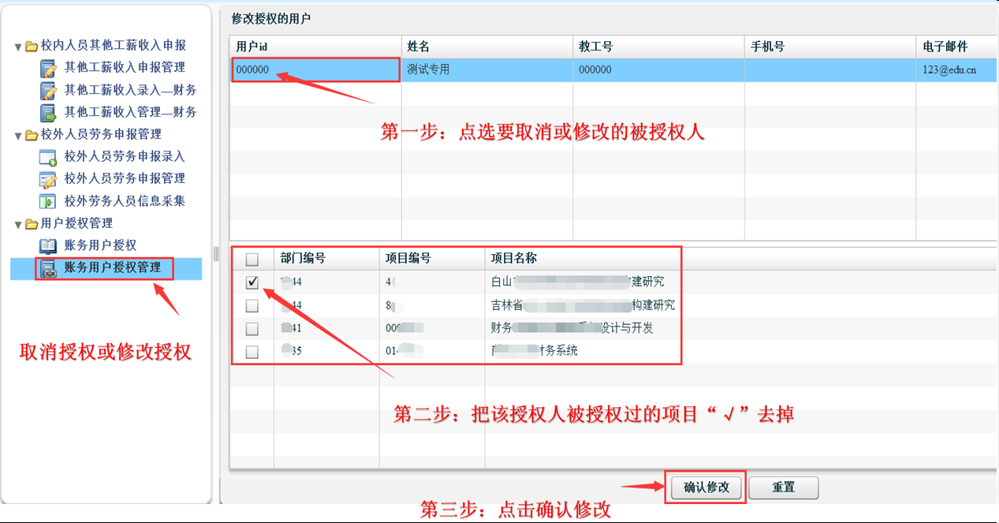 校内人员其他工薪收入申报
其他工薪收入申报管理
其他工薪收入录入—财务
其他工薪收入管理—财务
校外人员劳务申报管理
校外人员劳务申报录入
校外人员劳务申报管理
校外劳务人员信息采集
用户授权管理
账务用户授权
账务用户授权管理
取消授权或修改授权
修改授权的用户
用户id 姓名 教工号 手机号 电子邮件
000000 测试专用 000000 123@edu.cn
第一步：点选要取消或修改的被授权人
部门编号 项目编号 项目名称
44 4 白山 建研究
44 8 吉林省 构建研究
41 00 财务 设计与开发
35 01 财务系统
第二步：把该授权人被授权过的项目“√”去掉
确认修改 重置
第三步：点击确认修改